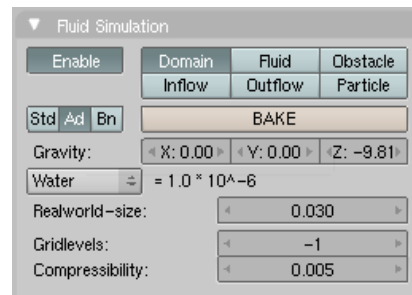 Fluid Simulation
Enable Domain Fluid Obstacle
Inflow Outflow Particle
Std Ad Bn BAKE
Gravity: X: 0.00 Y: 0.00 Z: -9.81
Water = 1.0 * 10^-6
Realworld-size: 0.030
Gridlevels: -1
Compressibility: 0.005